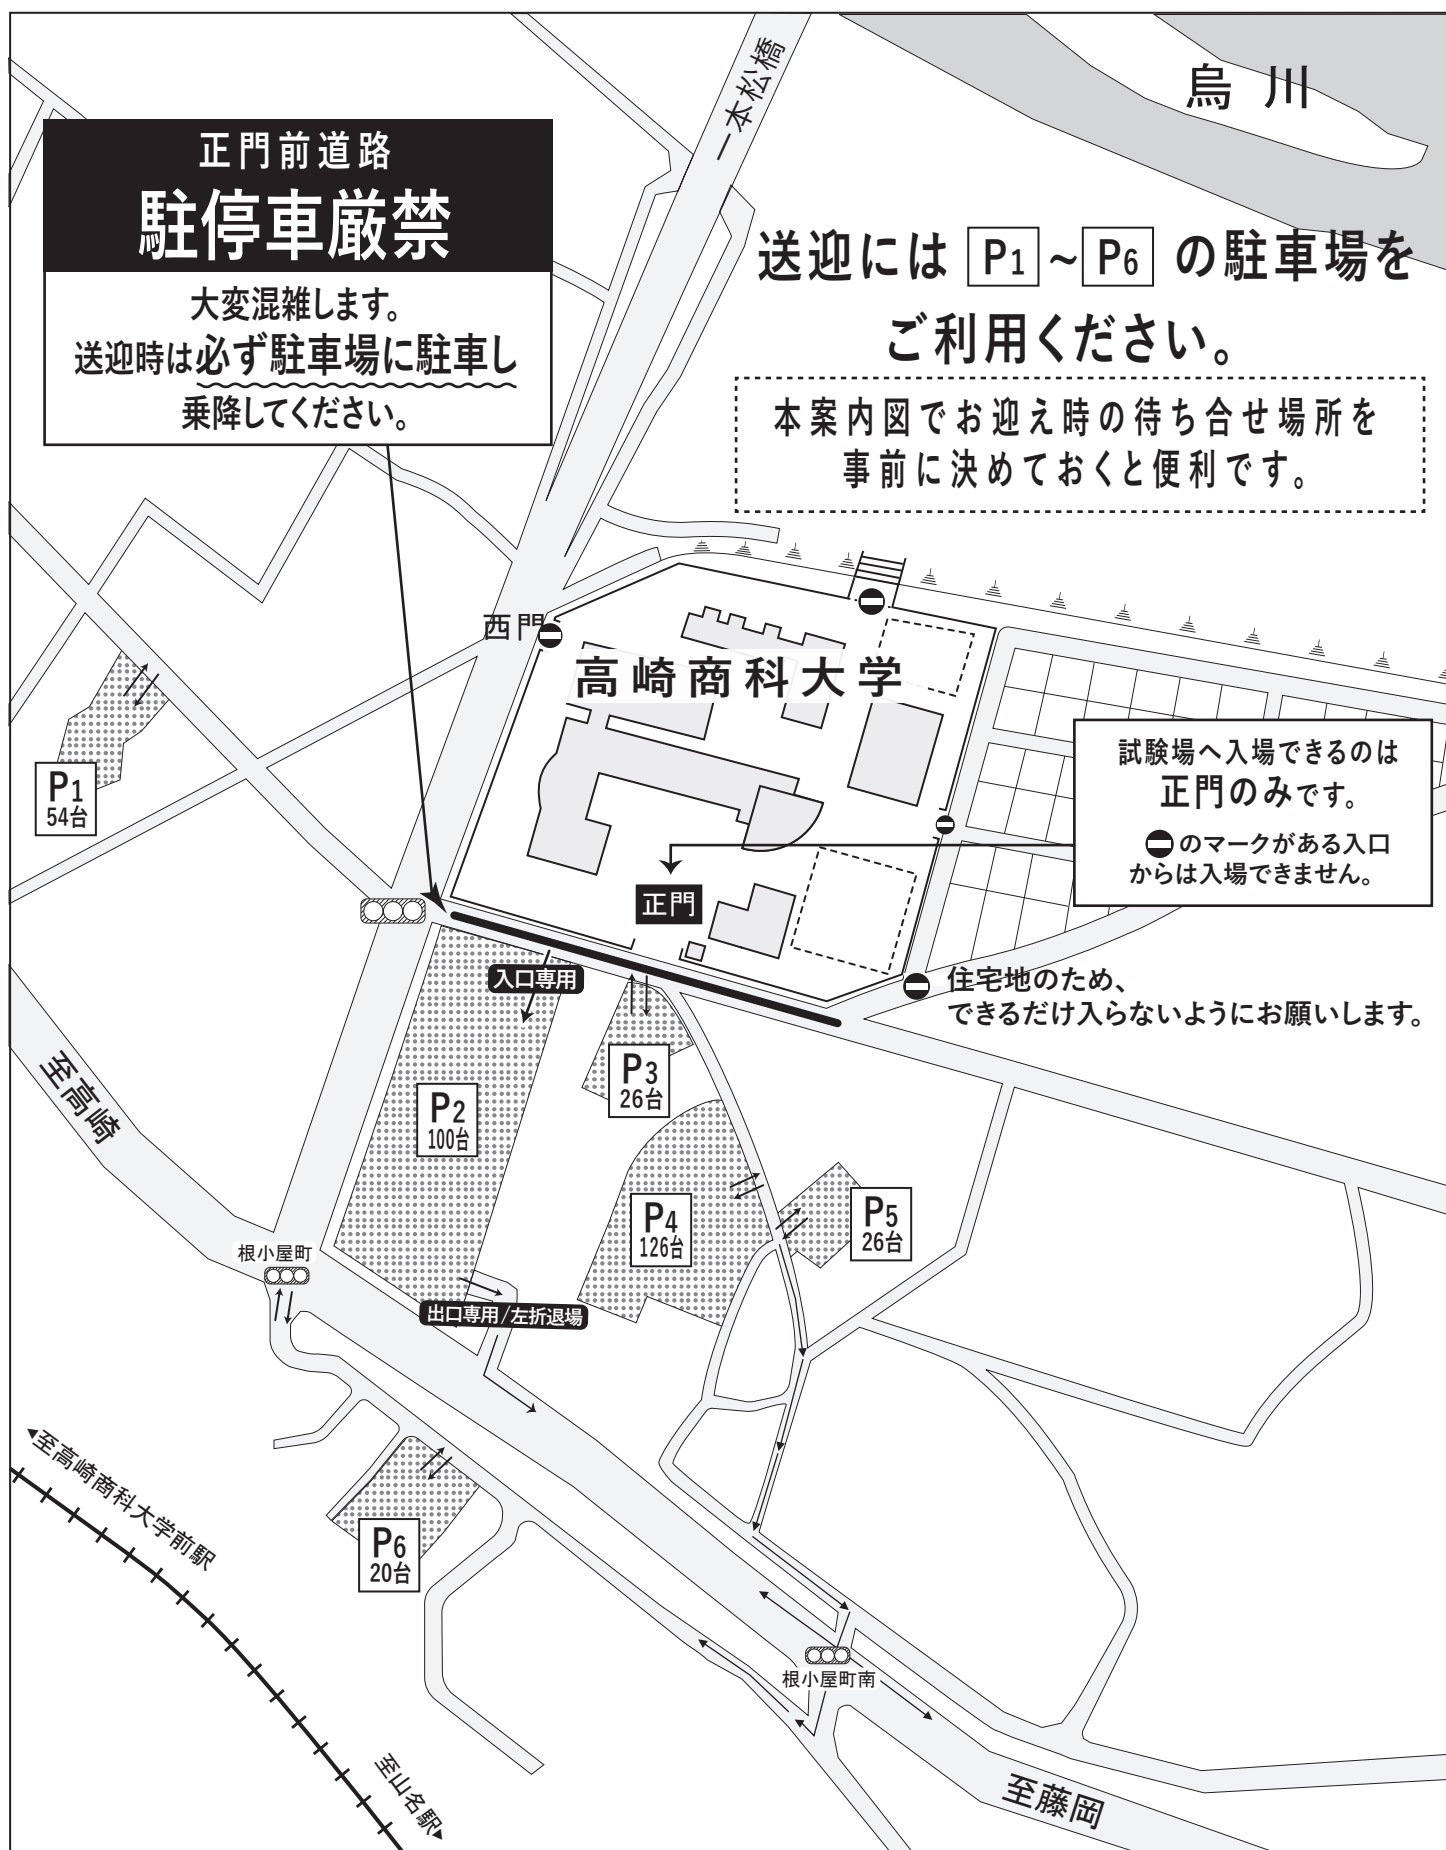 一本松橋
烏川
正門前道路
駐停車厳禁
大変混雑します。
送迎時は必ず駐車場に駐車し
乗降してください。
送迎には P1 ～ P6 の駐車場を
ご利用ください。
本案内図でお迎え時の待ち合せ場所を
事前に決めておくと便利です。
西門
高崎商科大学
試験場へ入場できるのは
正門のみです。
のマークがある入口
からは入場できません。
P1
54台
正門
入口専用
住宅地のため、
できるだけ入らないようにお願いします。
至高崎
P2
100台
P3
26台
P4
126台
P5
26台
根小屋町
出口専用/左折退場
至高崎商科大学前駅
P6
20台
根小屋町南
至山名駅
至藤岡